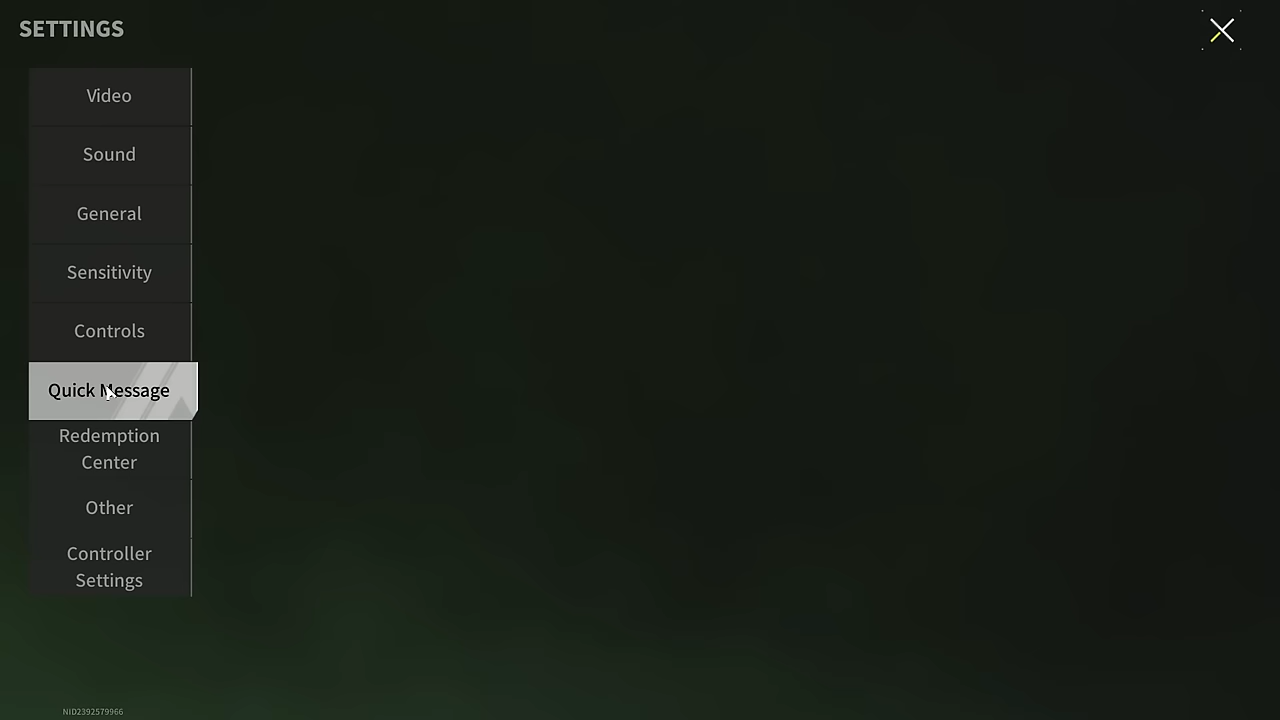 SETTINGS
Video
Sound
General
Sensitivity
Controls
Quick Message
Redemption
Center
Other
Controller
Settings
NID2392579966